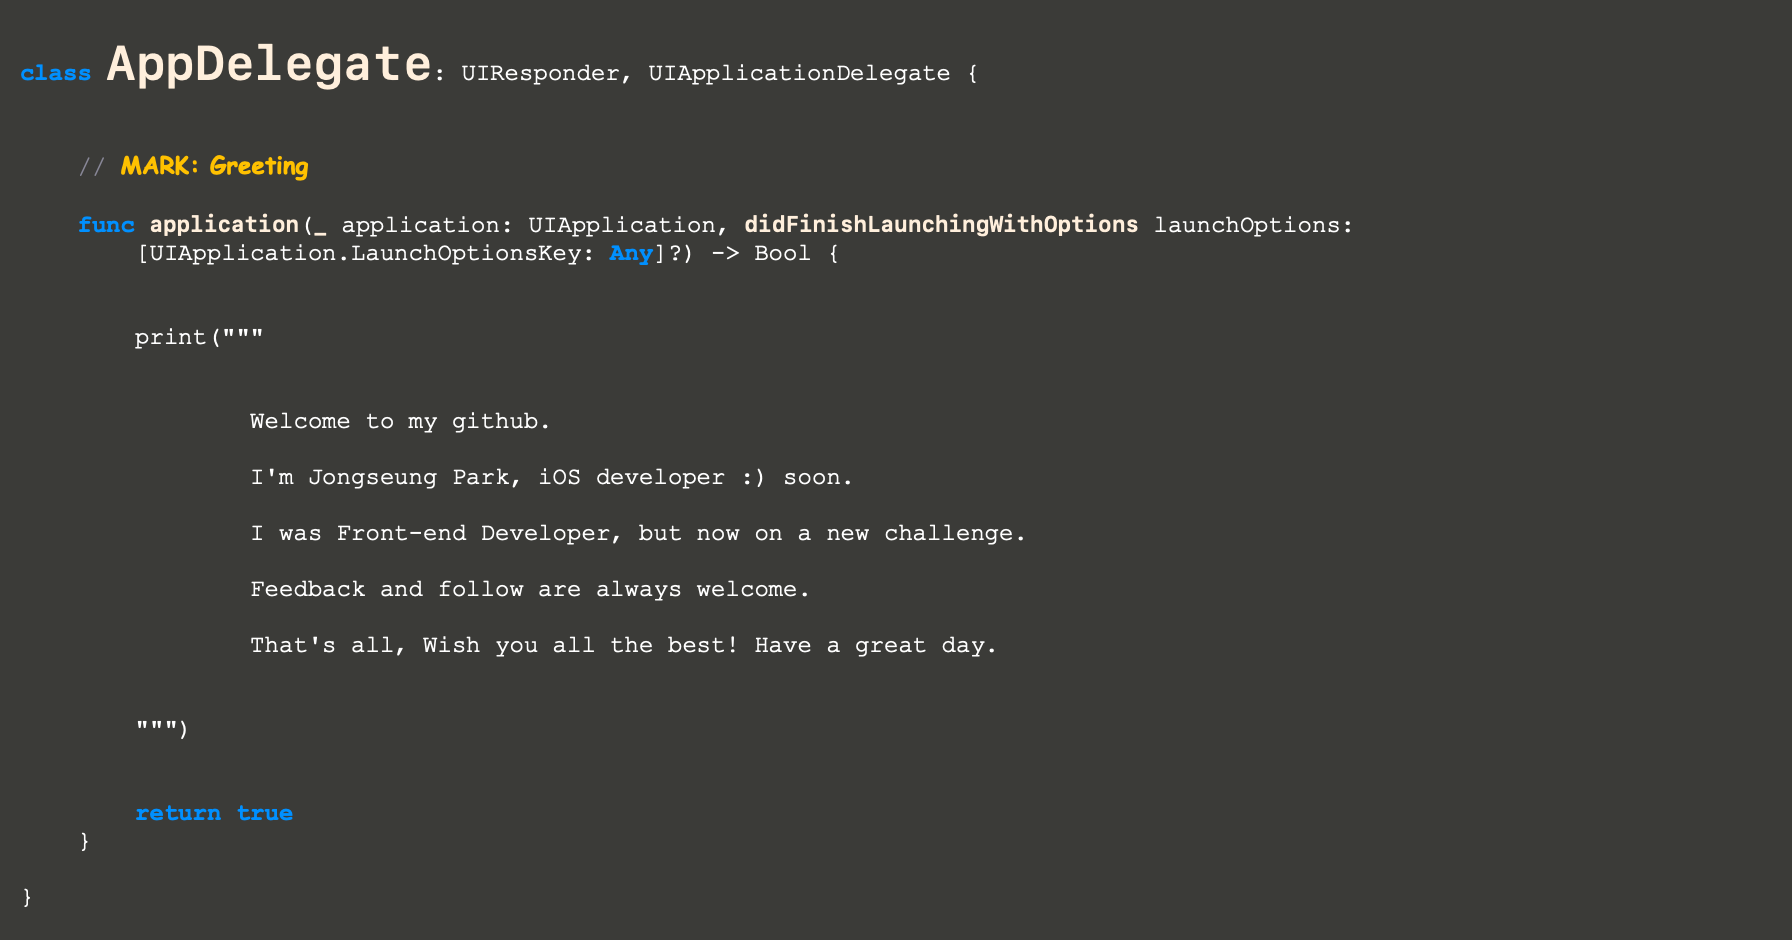 class AppDelegate: UIResponder, UIApplicationDelegate {
// MARK: Greeting
func application(_ application: UIApplication, didFinishLaunchingWithOptions launchOptions:
[UIApplication.LaunchOptionsKey: Any]?) -> Bool {
print("""
Welcome to my github.
I'm Jongseung Park, iOS developer :) soon.
I was Front-end Developer, but now on a new challenge.
Feedback and follow are always welcome.
That's all, Wish you all the best! Have a great day.
""")
return true
}
}